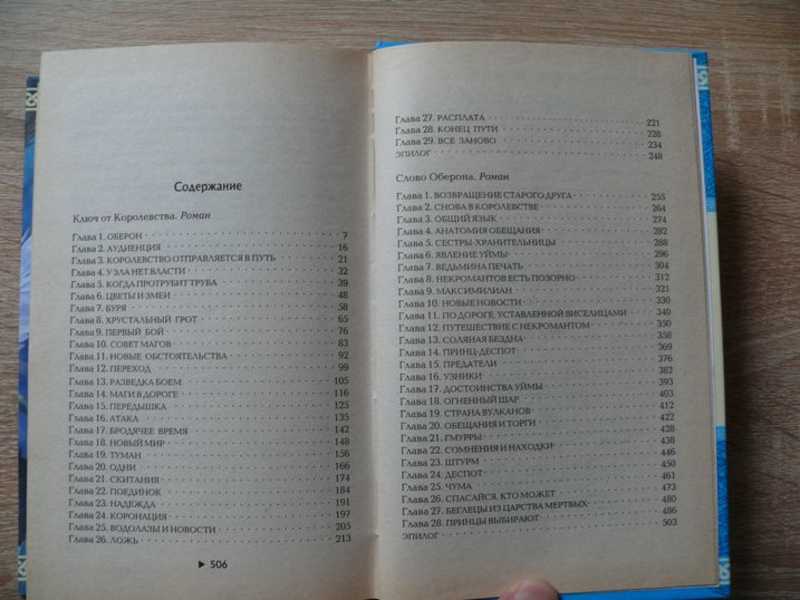 Содержание
Ключ от Королевства. Роман
Глава 1. ОБЕРОН 7
Глава 2. АУДИЕНЦИЯ 16
Глава 3. КОРОЛЕВСТВО ОТПРАВЛЯЕТСЯ В ПУТЬ 21
Глава 4. У ЗЛА НЕТ ВЛАСТИ 32
Глава 5. КОГДА ПРОТРУБИТ ТРУБА 39
Глава 6. ЦВЕТЫ И ЗМЕИ 48
Глава 7. БУРЯ 58
Глава 8. ХРУСТАЛЬНЫЙ ГРОТ 65
Глава 9. ПЕРВЫЙ БОЙ 76
Глава 10. СОВЕТ МАГОВ 83
Глава 11. НОВЫЕ ОБСТОЯТЕЛЬСТВА 92
Глава 12. ПЕРЕХОД 99
Глава 13. РАЗВЕДКА БОЕМ 105
Глава 14. МАГИ В ДОРОГЕ 116
Глава 15. ПЕРЕДЫШКА 125
Глава 16. АТАКА 135
Глава 17. БРОДЯЧЕЕ ВРЕМЯ 142
Глава 18. НОВЫЙ МИР 148
Глава 19. ТУМАН 156
Глава 20. ОДНИ 166
Глава 21. СКИТАНИЯ 174
Глава 22. ПОЕДИНОК 184
Глава 23. НАДЕЖДА 191
Глава 24. КОРОНАЦИЯ 197
Глава 25. ВОДОЛАЗЫ И НОВОСТИ 205
Глава 26. ЛОЖЬ 213
▶ 506
Глава 27. РАСПЛАТА 221
Глава 28. КОНЕЦ ПУТИ 228
Глава 29. ВСЕ ЗАНОВО 234
ЭПИЛОГ 248
Слово Оберона. Роман
Глава 1. ВОЗВРАЩЕНИЕ СТАРОГО ДРУГА 255
Глава 2. СНОВА В КОРОЛЕВСТВЕ 264
Глава 3. ОБЩИЙ ЯЗЫК 274
Глава 4. АНАТОМИЯ ОБЕЩАНИЯ 282
Глава 5. СЕСТРЫ-ХРАНИТЕЛЬНИЦЫ 288
Глава 6. ЯВЛЕНИЕ УЙМЫ 296
Глава 7. ВЕДЬМИНА ПЕЧАТЬ 304
Глава 8. НЕКРОМАНТОВ ЕСТЬ ПОЗОРНО 312
Глава 9. МАКСИМИЛИАН 321
Глава 10. НОВЫЕ НОВОСТИ 330
Глава 11. ПО ДОРОГЕ, УСТАВЛЕННОЙ ВИСЕЛИЦАМИ 340
Глава 12. ПУТЕШЕСТВИЕ С НЕКРОМАНТОМ 350
Глава 13. СОЛЯНАЯ БЕЗДНА 358
Глава 14. ПРИНЦ-ДЕСПОТ 369
Глава 15. ПРЕДАТЕЛИ 376
Глава 16. УЗНИКИ 382
Глава 17. ДОСТОИНСТВА УЙМЫ 393
Глава 18. ОГНЕННЫЙ ШАР 403
Глава 19. СТРАНА ВУЛКАНОВ 412
Глава 20. ОБЕЩАНИЯ И ТОРГИ 422
Глава 21. ГМУРРЫ 428
Глава 22. СОМНЕНИЯ И НАХОДКИ 438
Глава 23. ШТУРМ 446
Глава 24. ДЕСПОТ 450
Глава 25. ЧУМА 461
Глава 26. СПАСАЙСЯ, КТО МОЖЕТ 473
Глава 27. БЕГЛЕЦЫ ИЗ ЦАРСТВА МЕРТВЫХ 480
Глава 28. ПРИНЦЫ ВЫБИРАЮТ 486
ЭПИЛОГ 503